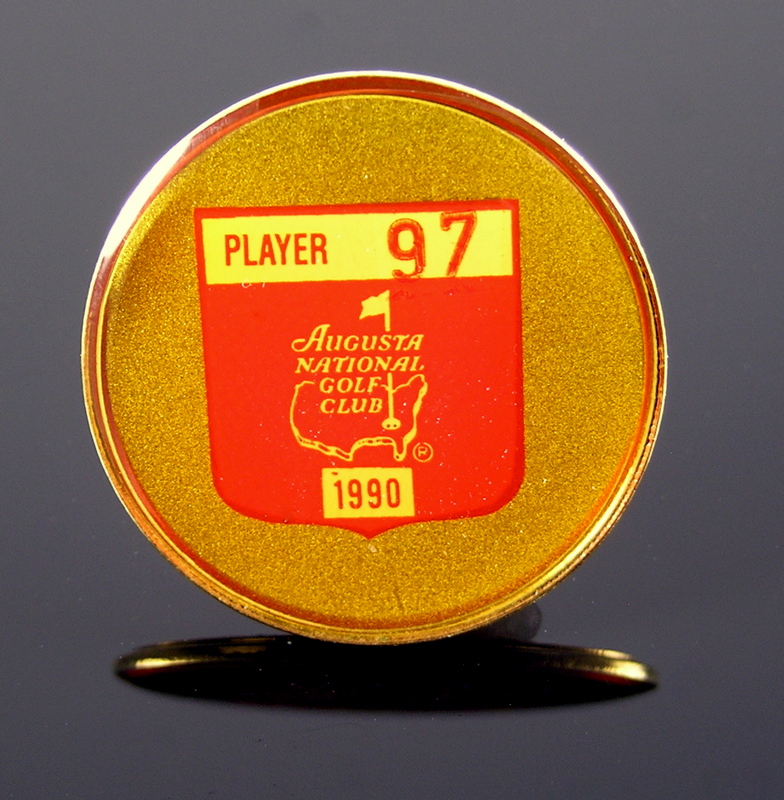 PLAYER 97
AUGUSTA
NATIONAL
GOLF
CLUB
®
1990